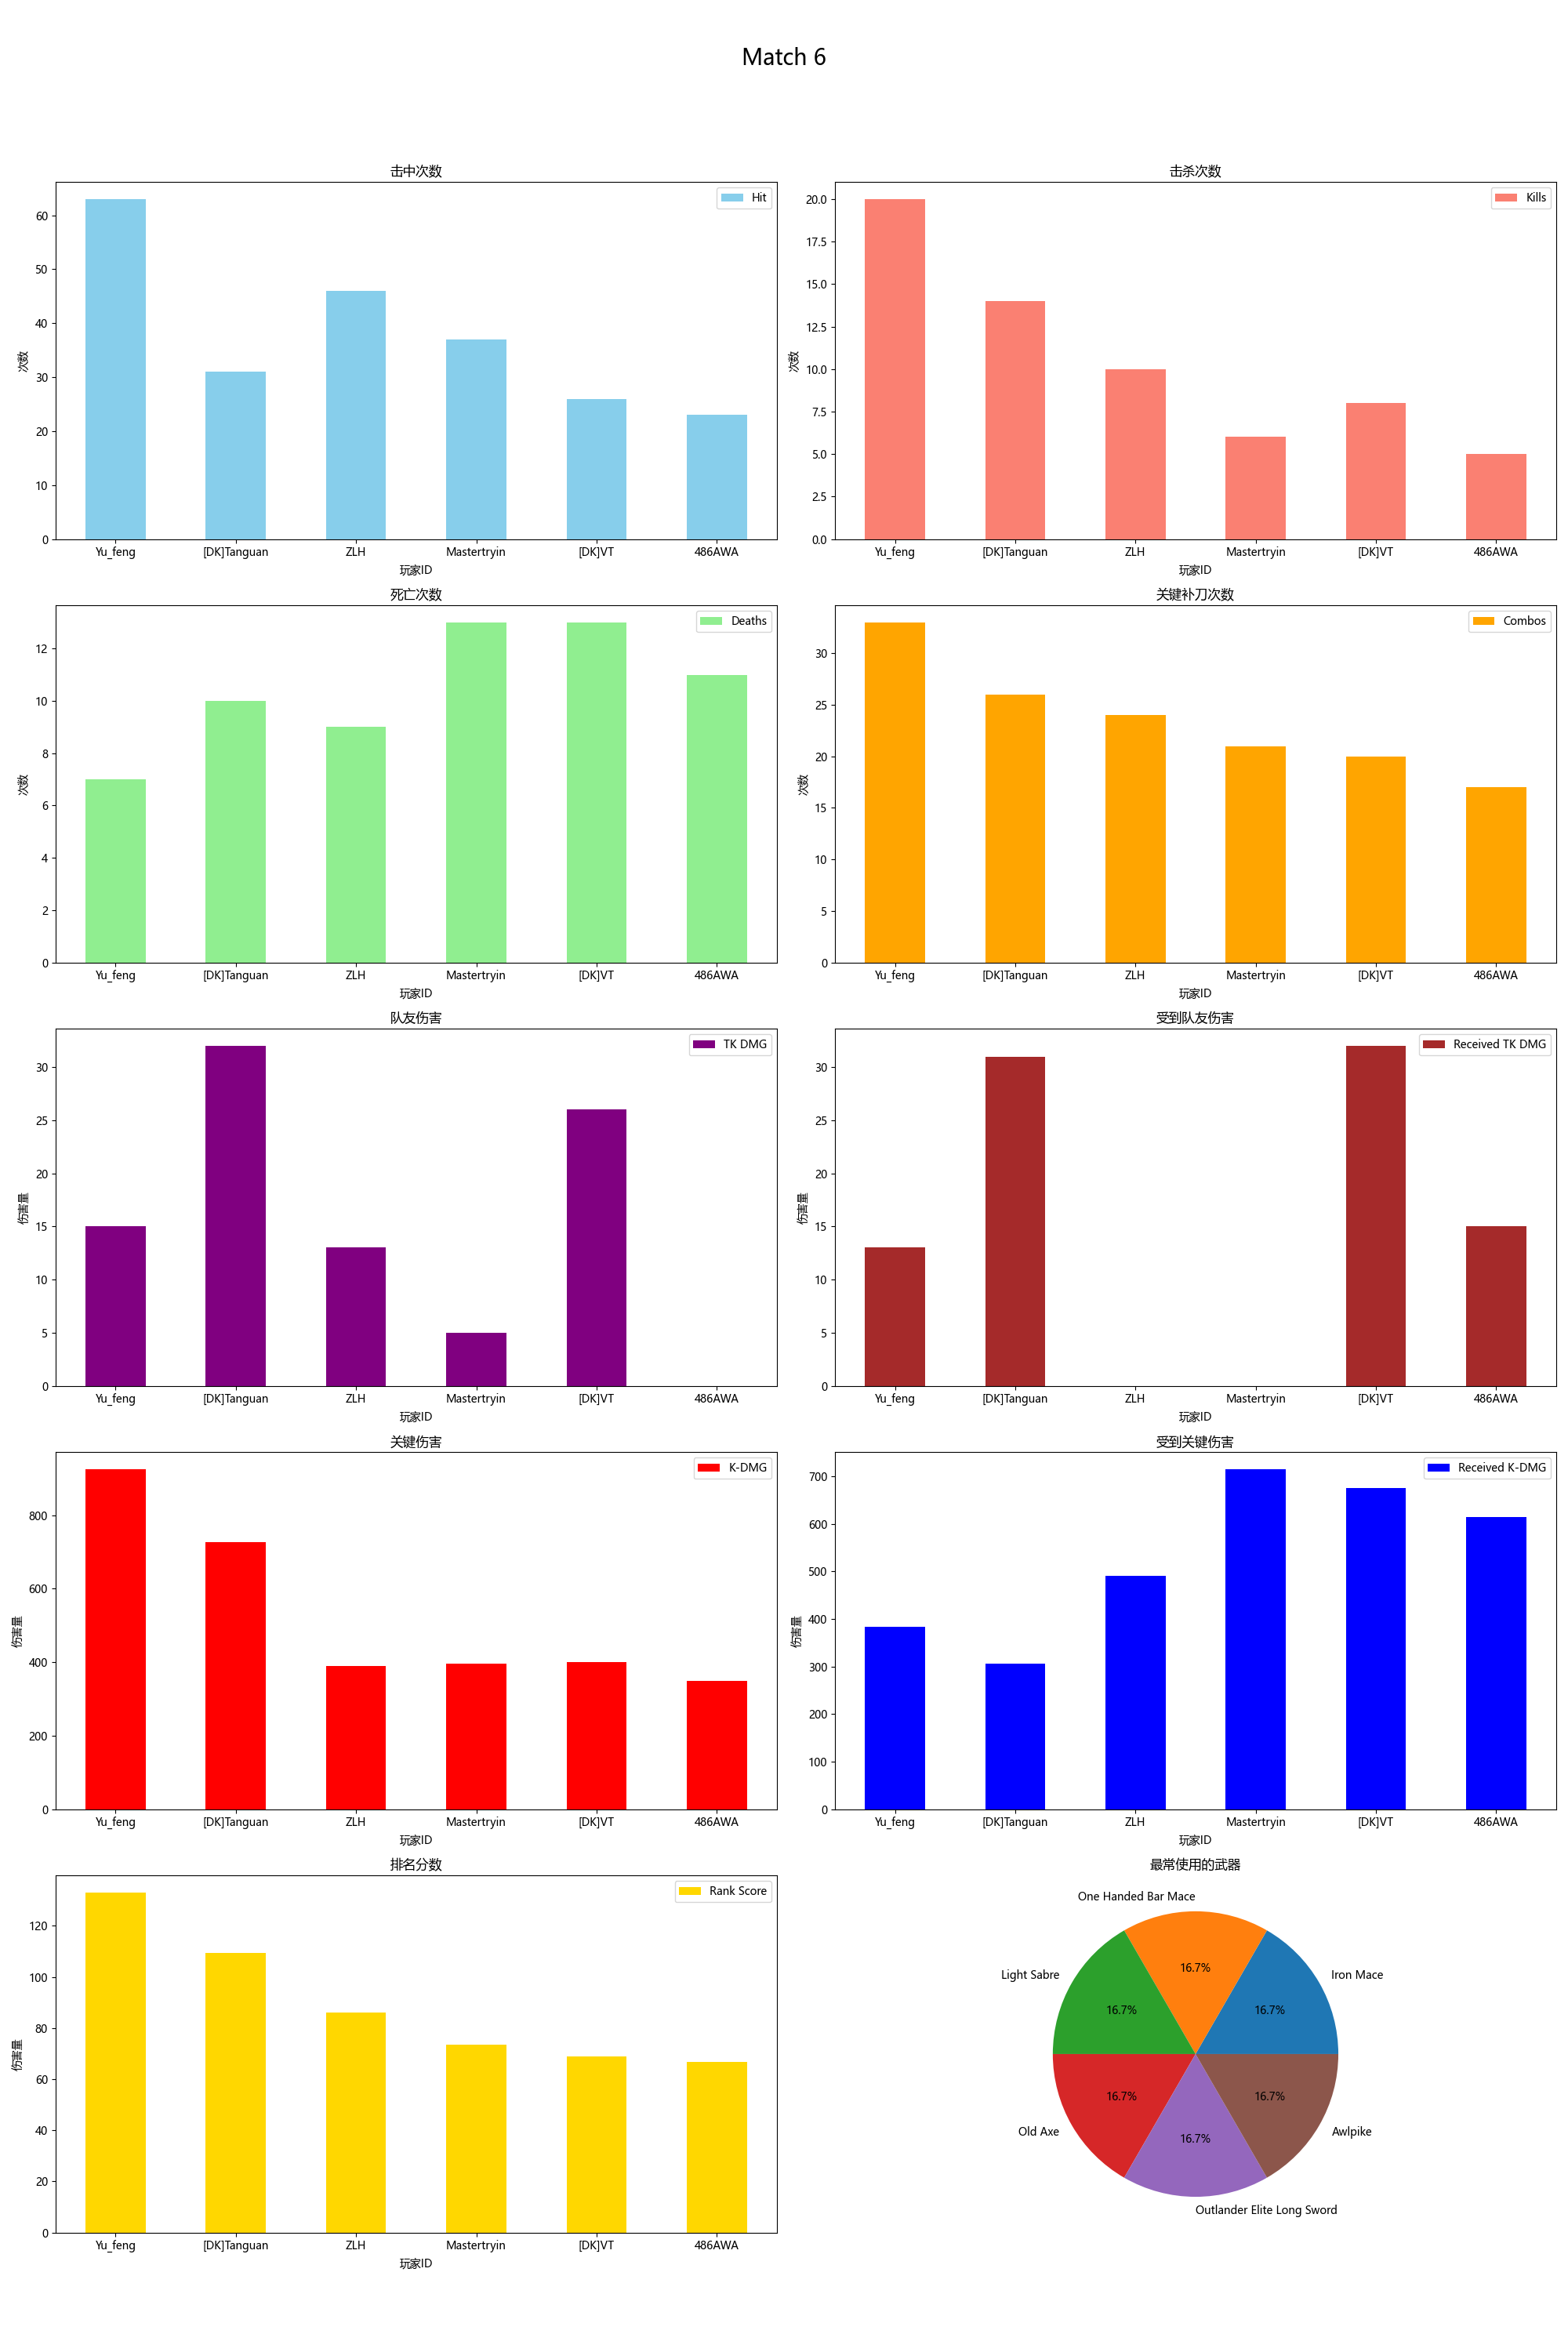 Match 6
击中次数
Hit
60
50
40
30
20
10
0
次数
Yu_feng [DK]Tanguan ZLH Mastertryin [DK]VT 486AWA
玩家ID
击杀次数
Kills
20.0
17.5
15.0
12.5
10.0
7.5
5.0
2.5
0.0
次数
Yu_feng [DK]Tanguan ZLH Mastertryin [DK]VT 486AWA
玩家ID
死亡次数
Deaths
12
10
8
6
4
2
0
次数
Yu_feng [DK]Tanguan ZLH Mastertryin [DK]VT 486AWA
玩家ID
关键补刀次数
Combos
30
25
20
15
10
5
0
次数
Yu_feng [DK]Tanguan ZLH Mastertryin [DK]VT 486AWA
玩家ID
队友伤害
TK DMG
30
25
20
15
10
5
0
伤害量
Yu_feng [DK]Tanguan ZLH Mastertryin [DK]VT 486AWA
玩家ID
受到队友伤害
Received TK DMG
30
25
20
15
10
5
0
伤害量
Yu_feng [DK]Tanguan ZLH Mastertryin [DK]VT 486AWA
玩家ID
关键伤害
K-DMG
800
600
400
200
0
伤害量
Yu_feng [DK]Tanguan ZLH Mastertryin [DK]VT 486AWA
玩家ID
受到关键伤害
Received K-DMG
700
600
500
400
300
200
100
0
伤害量
Yu_feng [DK]Tanguan ZLH Mastertryin [DK]VT 486AWA
玩家ID
排名分数
Rank Score
120
100
80
60
40
20
0
伤害量
Yu_feng [DK]Tanguan ZLH Mastertryin [DK]VT 486AWA
玩家ID
最常使用的武器
One Handed Bar Mace
16.7%
Light Sabre
Iron Mace
16.7%
16.7%
16.7%
16.7%
Old Axe
Awlpike
16.7%
Outlander Elite Long Sword